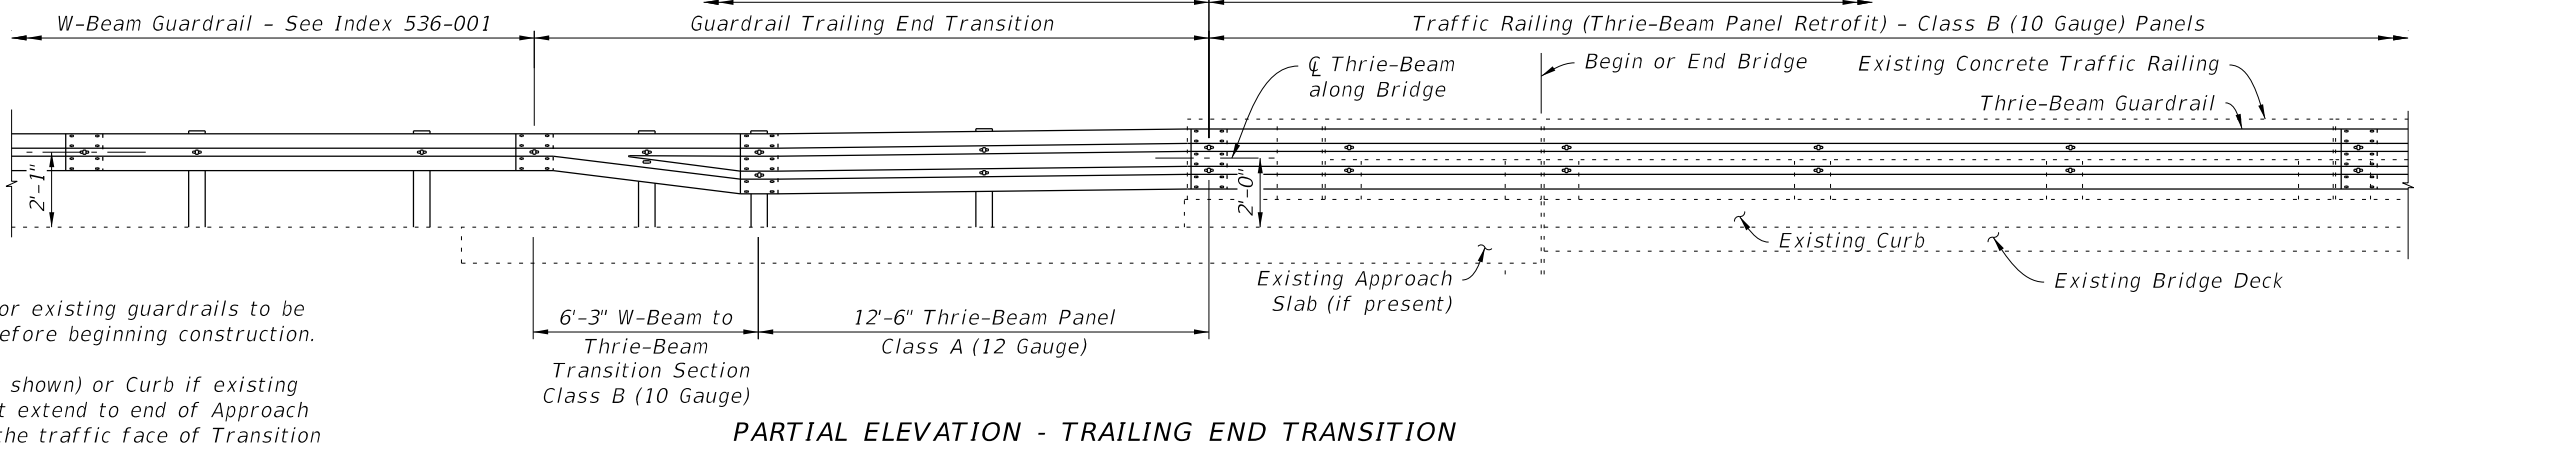 W-Beam Guardrail - See Index 536-001
Guardrail Trailing End Transition
Traffic Railing (Thrie-Beam Panel Retrofit) - Class B (10 Gauge) Panels
℄ Thrie-Beam
along Bridge
Begin or End Bridge
Existing Concrete Traffic Railing
Thrie-Beam Guardrail
2'-1"
2'-0"
Existing Curb
Existing Approach
Slab (if present)
Existing Bridge Deck
or existing guardrails to be
efore beginning construction.
6'-3" W-Beam to
Thrie-Beam
Transition Section
Class B (10 Gauge)
12'-6" Thrie-Beam Panel
Class A (12 Gauge)
shown) or Curb if existing
t extend to end of Approach
the traffic face of Transition
PARTIAL ELEVATION - TRAILING END TRANSITION